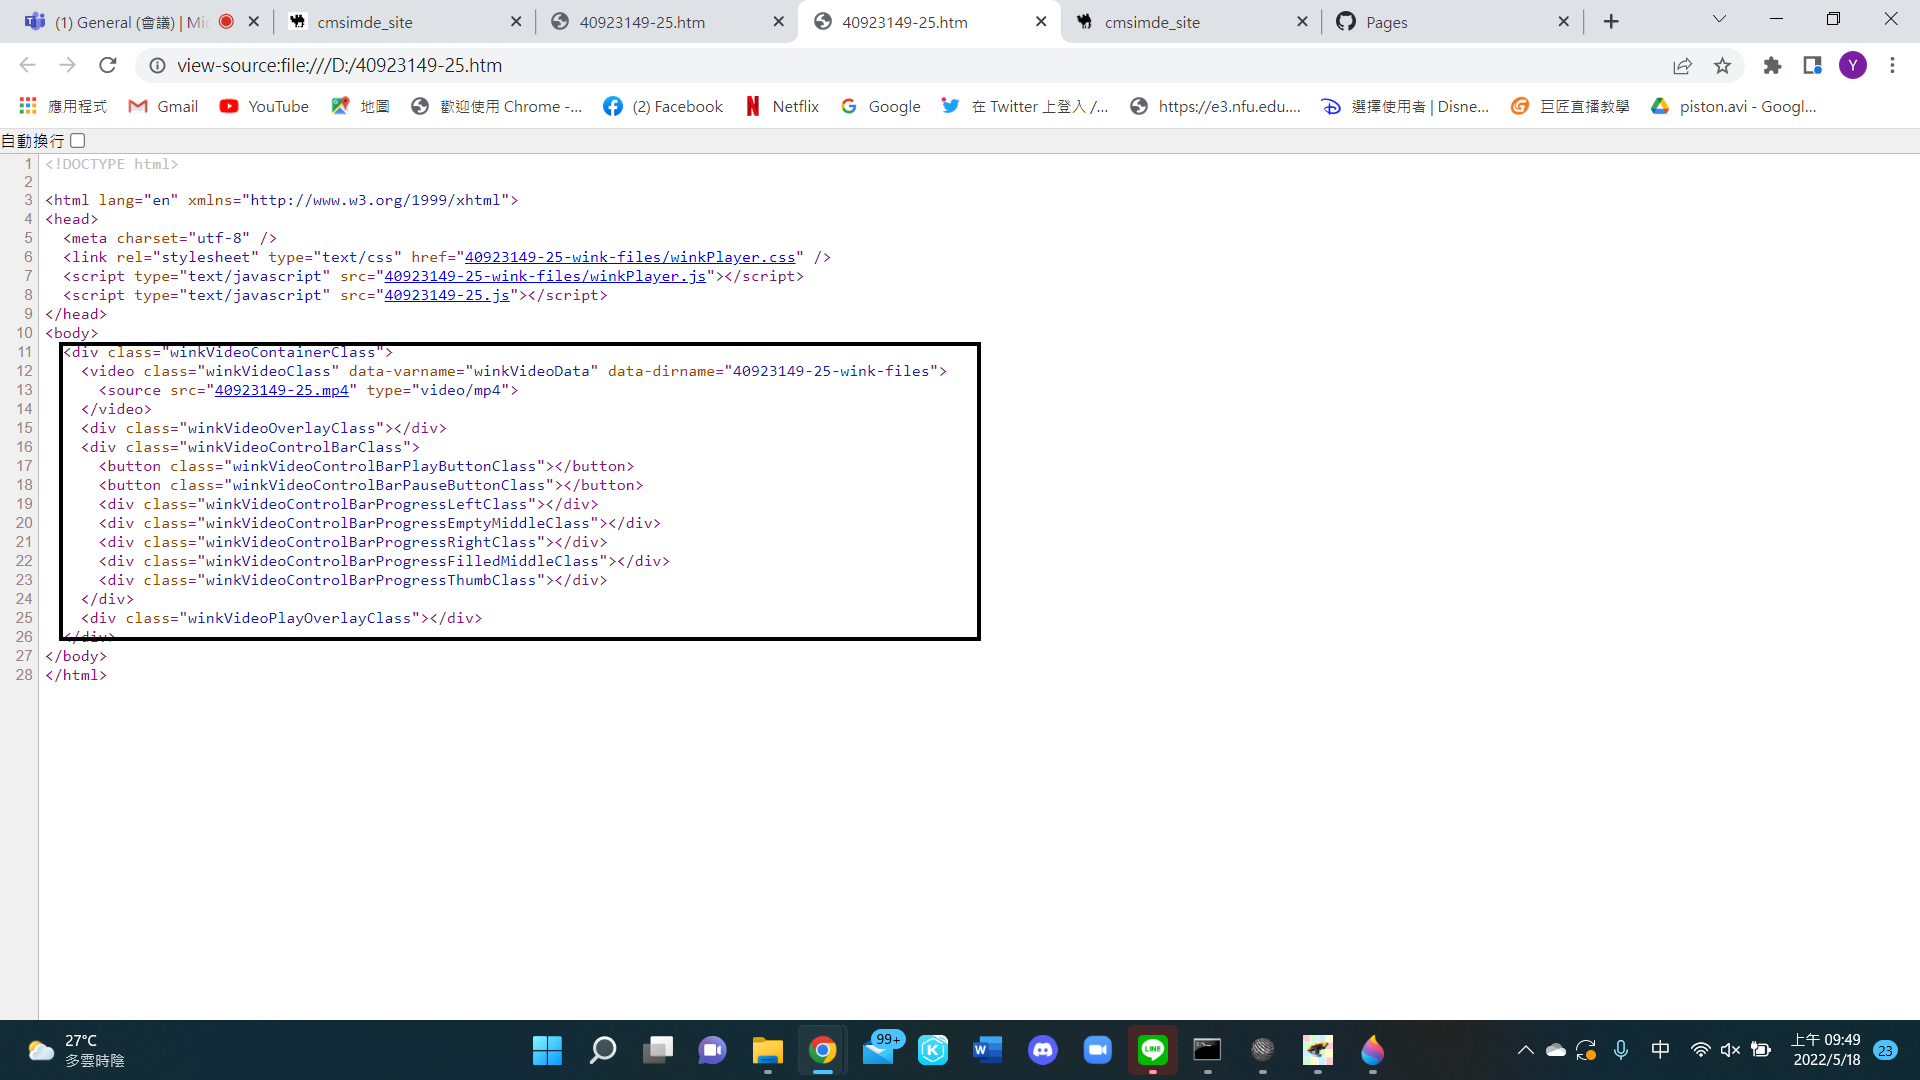 (1) General (會議) | Mic
cmsimde_site
40923149-25.htm
40923149-25.htm
cmsimde_site
Pages
view-source:file:///D:/40923149-25.htm
Y
應用程式
Gmail
YouTube
地圖
歡迎使用 Chrome -...
(2) Facebook
Netflix
Google
在 Twitter 上登入 /...
https://e3.nfu.edu....
選擇使用者 | Disne...
巨匠直播教學
piston.avi - Googl...
自動換行
1 <!DOCTYPE html>
2
3 <html lang="en" xmlns="http://www.w3.org/1999/xhtml">
4 <head>
5 <meta charset="utf-8" />
6 <link rel="stylesheet" type="text/css" href="40923149-25-wink-files/winkPlayer.css" />
7 <script type="text/javascript" src="40923149-25-wink-files/winkPlayer.js"></script>
8 <script type="text/javascript" src="40923149-25.js"></script>
9 </head>
10 <body>
11 <div class="winkVideoContainerClass">
12 <video class="winkVideoClass" data-varname="winkVideoData" data-dirname="40923149-25-wink-files">
13 <source src="40923149-25.mp4" type="video/mp4">
14 </video>
15 <div class="winkVideoOverlayClass"></div>
16 <div class="winkVideoControlBarClass">
17 <button class="winkVideoControlBarPlayButtonClass"></button>
18 <button class="winkVideoControlBarPauseButtonClass"></button>
19 <div class="winkVideoControlBarProgressLeftClass"></div>
20 <div class="winkVideoControlBarProgressEmptyMiddleClass"></div>
21 <div class="winkVideoControlBarProgressRightClass"></div>
22 <div class="winkVideoControlBarProgressFilledMiddleClass"></div>
23 <div class="winkVideoControlBarProgressThumbClass"></div>
24 </div>
25 <div class="winkVideoPlayOverlayClass"></div>
26 </div>
27 </body>
28 </html>
27°C
多雲時陰
99+
中
上午 09:49
2022/5/18
23